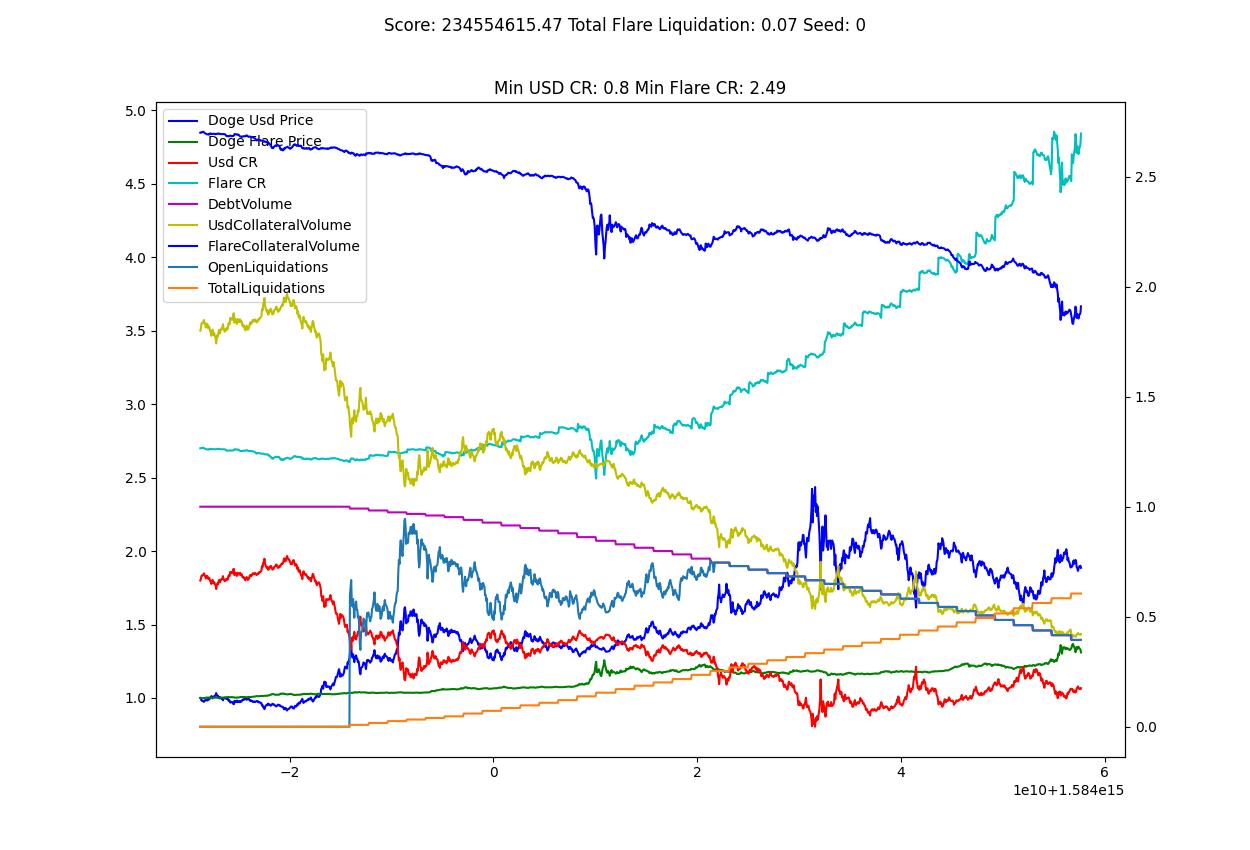 Score: 234554615.47 Total Flare Liquidation: 0.07 Seed: 0
Min USD CR: 0.8 Min Flare CR: 2.49
Doge Usd Price
Doge Flare Price
Usd CR
Flare CR
DebtVolume
UsdCollateralVolume
FlareCollateralVolume
OpenLiquidations
TotalLiquidations
5.0
4.5
4.0
3.5
3.0
2.5
2.0
1.5
1.0
2.5
2.0
1.5
1.0
0.5
0.0
−2 0 2 4 6
1e10+1.584e15